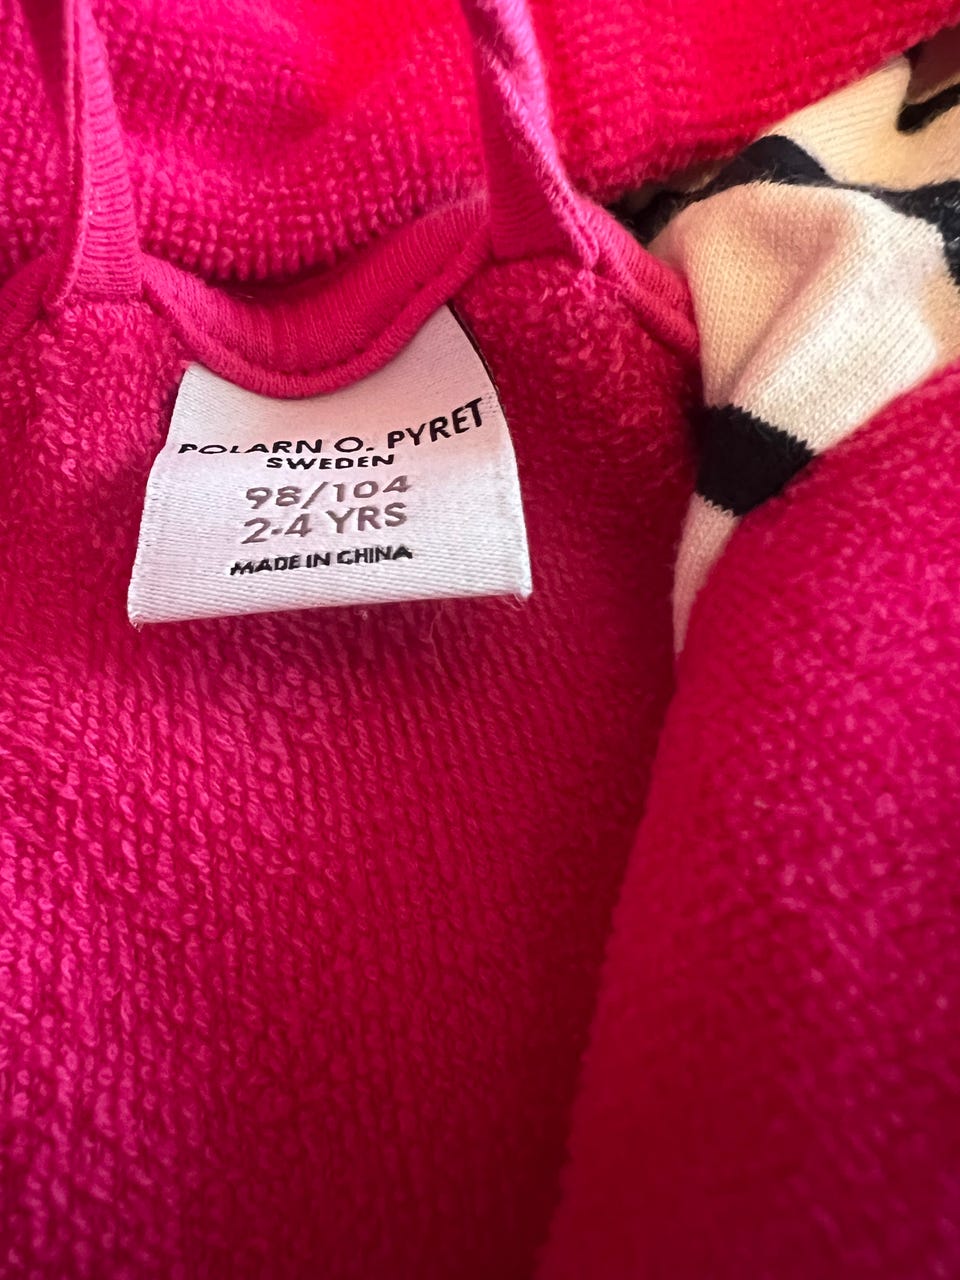 POLARN O. PYRET
SWEDEN
98/104
2-4 YRS
MADE IN CHINA